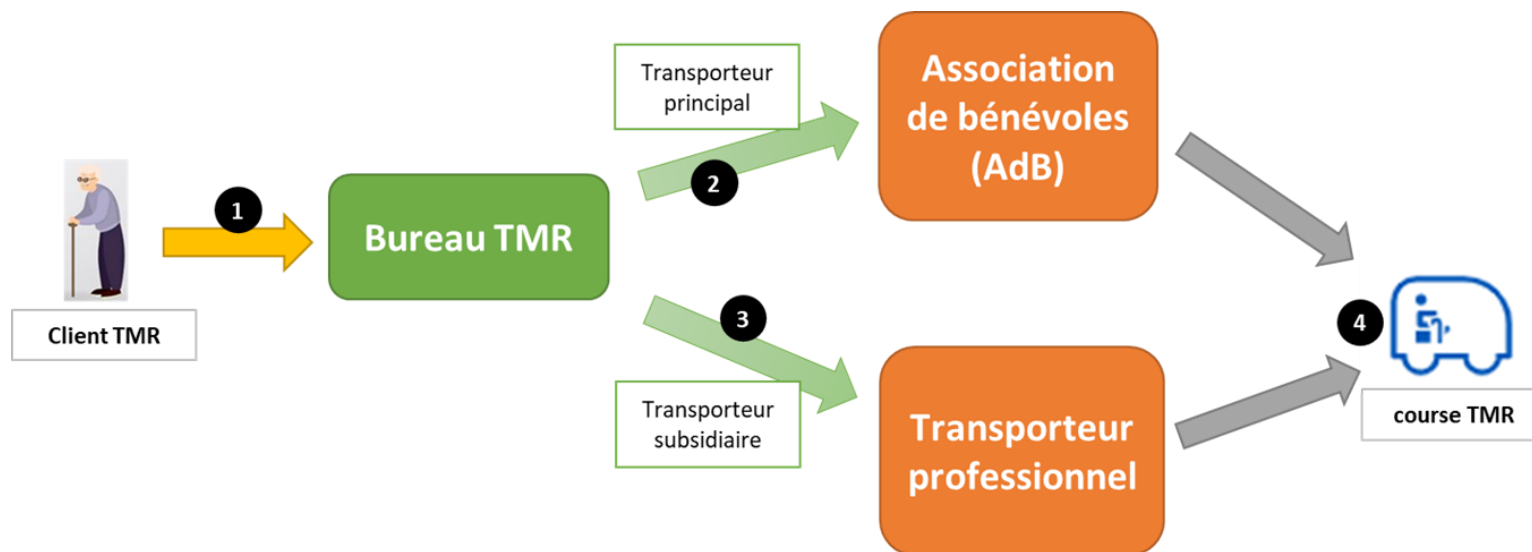 Client TMR
1
Bureau TMR
Transporteur
principal
2
Association
de bénévoles
(AdB)
3
Transporteur
subsidiaire
Transporteur
professionnel
4
course TMR